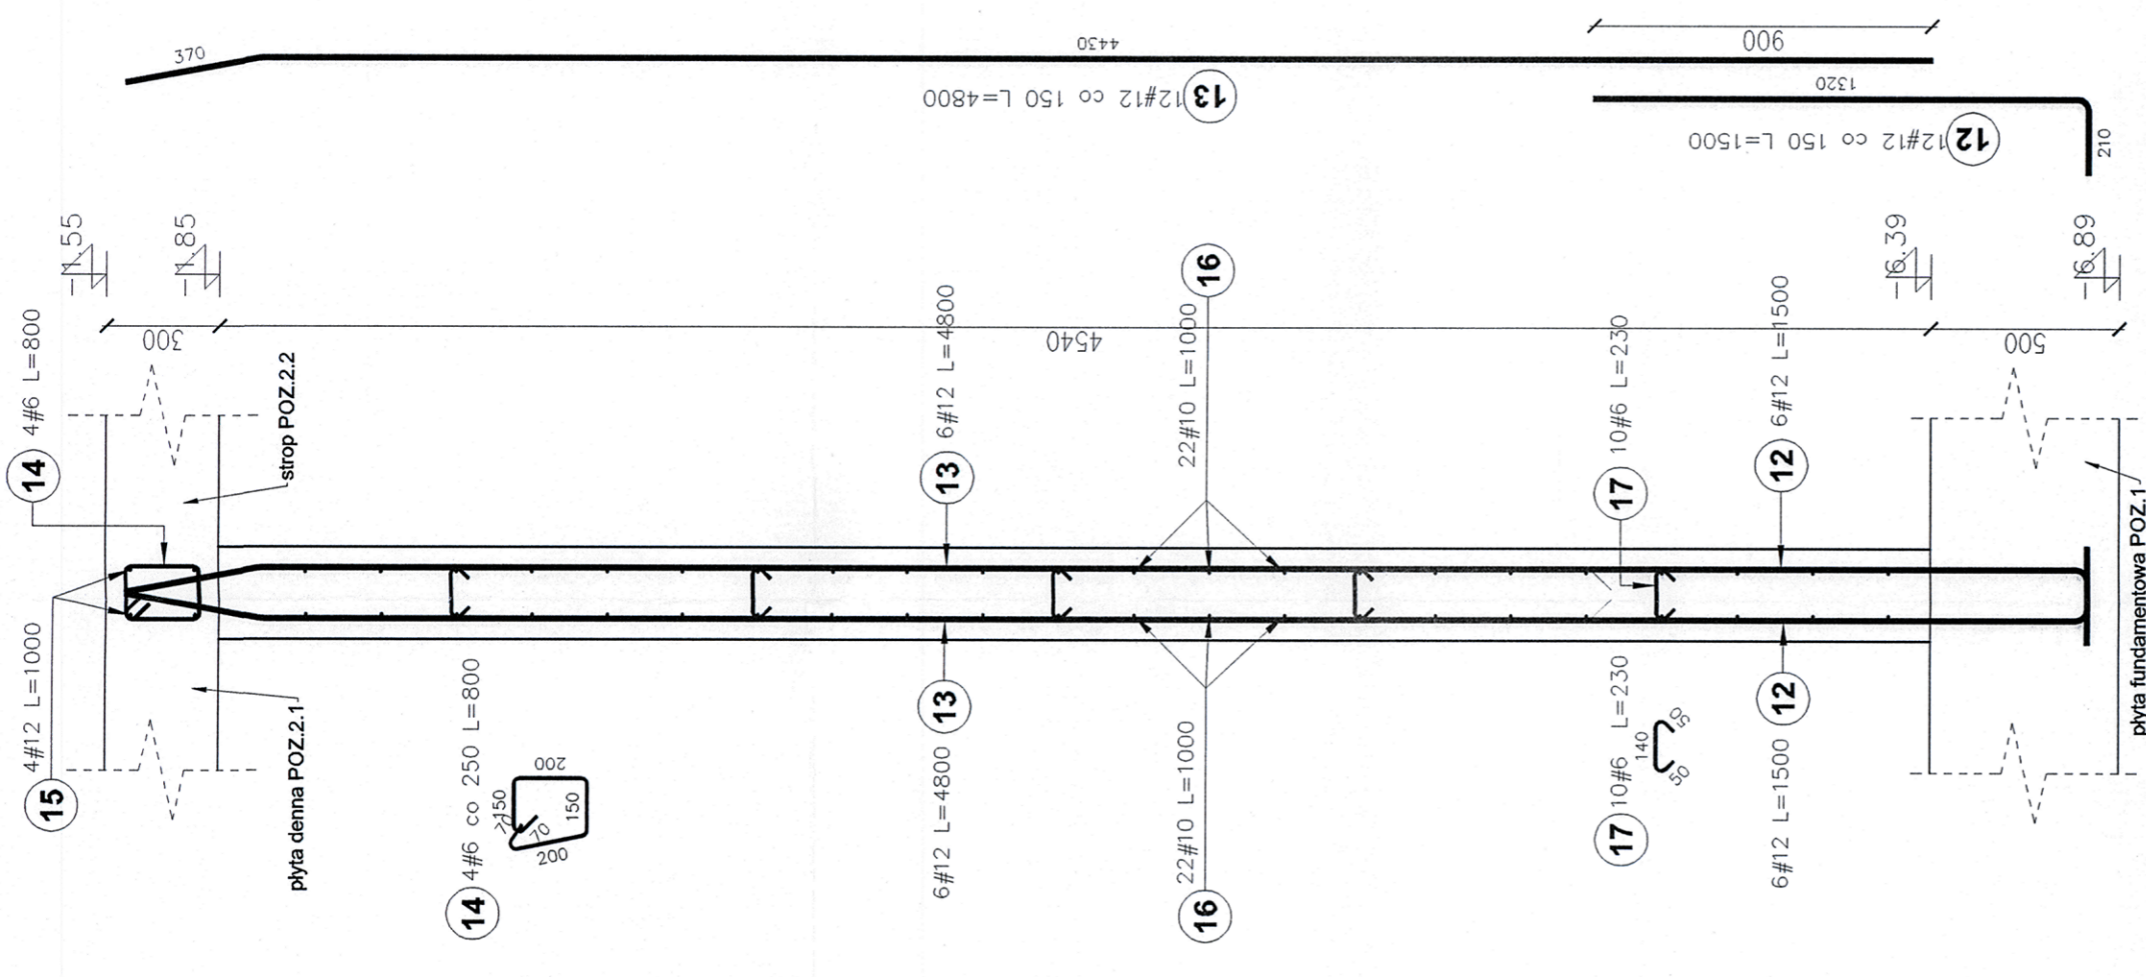 370
4430
13 12#12 co 150 L=4800
900
1320
12 12#12 co 150 L=1500
210
-1.55
-1.85
-6.39
-6.89
300
4540
500
14 4#6 L=800
strop POZ.2.2
13 6#12 L=4800
16
22#10 L=1000
17 10#6 L=230
12 6#12 L=1500
płyta fundamentowa POZ.1
15 4#12 L=1000
płyta denna POZ.2.1
14 4#6 co 250 L=800
200
150
150
70
70
200
13
6#12 L=4800
16 22#10 L=1000
17 10#6 L=230
140
50
50
12
6#12 L=1500